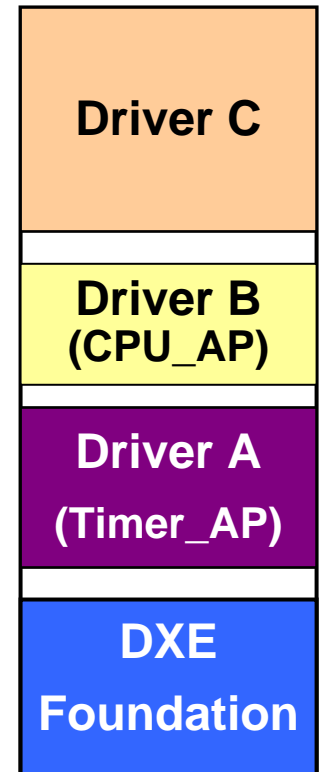 Driver C
Driver B
(CPU_AP)
Driver A
(Timer_AP)
DXE
Foundation